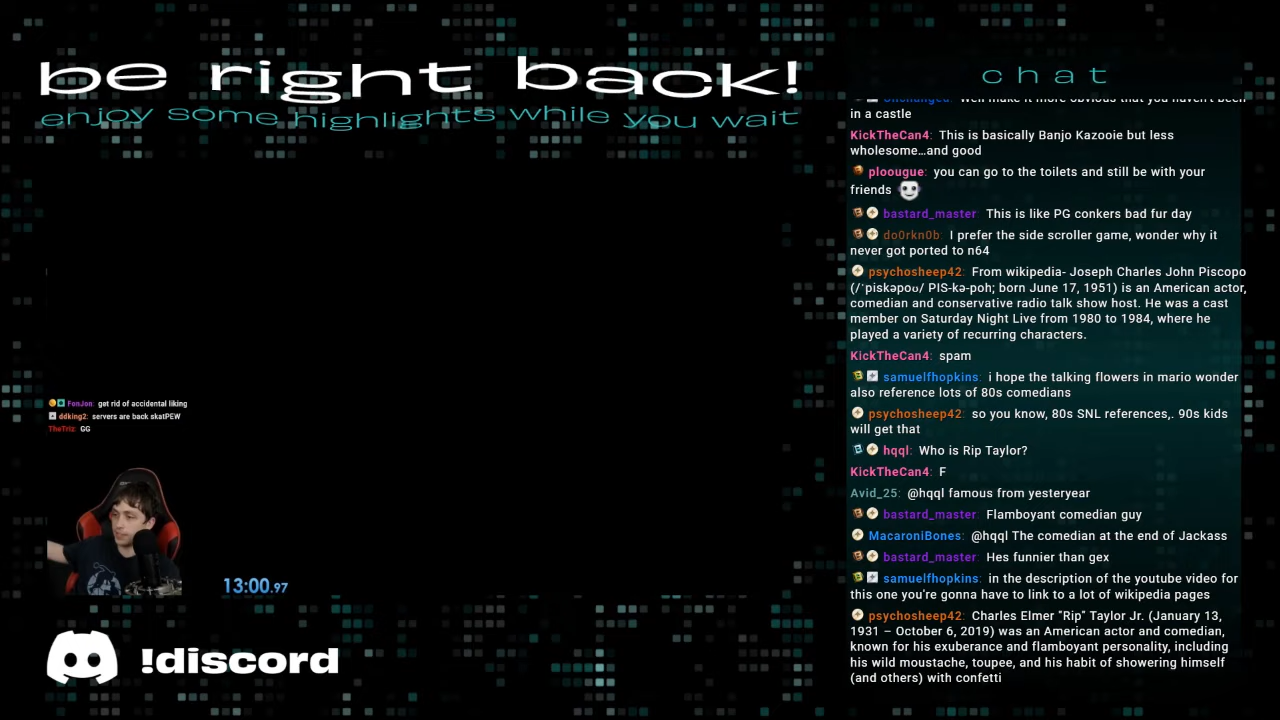 be right back!
enjoy some highlights while you wait
FonJon: get rid of accidental liking
ddking2: servers are back skatPEW
TheTris: GG
13:00.97
!discord
chat
Well make it more obvious that you haven't been
in a castle
KickTheCan4: This is basically Banjo Kazooie but less
wholesome…and good
ploougue: you can go to the toilets and still be with your
friends
bastard_master: This is like PG conkers bad fur day
do0rkn0b: I prefer the side scroller game, wonder why it
never got ported to n64
psychosheep42: From wikipedia- Joseph Charles John Piscopo
(/ˈpiskəpoʊ/ PIS-kə-poh; born June 17, 1951) is an American actor,
comedian and conservative radio talk show host. He was a cast
member on Saturday Night Live from 1980 to 1984, where he
played a variety of recurring characters.
KickTheCan4: spam
samuelfhopkins: i hope the talking flowers in mario wonder
also reference lots of 80s comedians
psychosheep42: so you know, 80s SNL references,. 90s kids
will get that
hqql: Who is Rip Taylor?
KickTheCan4: F
Avid_25: @hqql famous from yesteryear
bastard_master: Flamboyant comedian guy
MacaroniBones: @hqql The comedian at the end of Jackass
bastard_master: Hes funnier than gex
samuelfhopkins: in the description of the youtube video for
this one you're gonna have to link to a lot of wikipedia pages
psychosheep42: Charles Elmer "Rip" Taylor Jr. (January 13,
1931 – October 6, 2019) was an American actor and comedian,
known for his exuberance and flamboyant personality, including
his wild moustache, toupee, and his habit of showering himself
(and others) with confetti